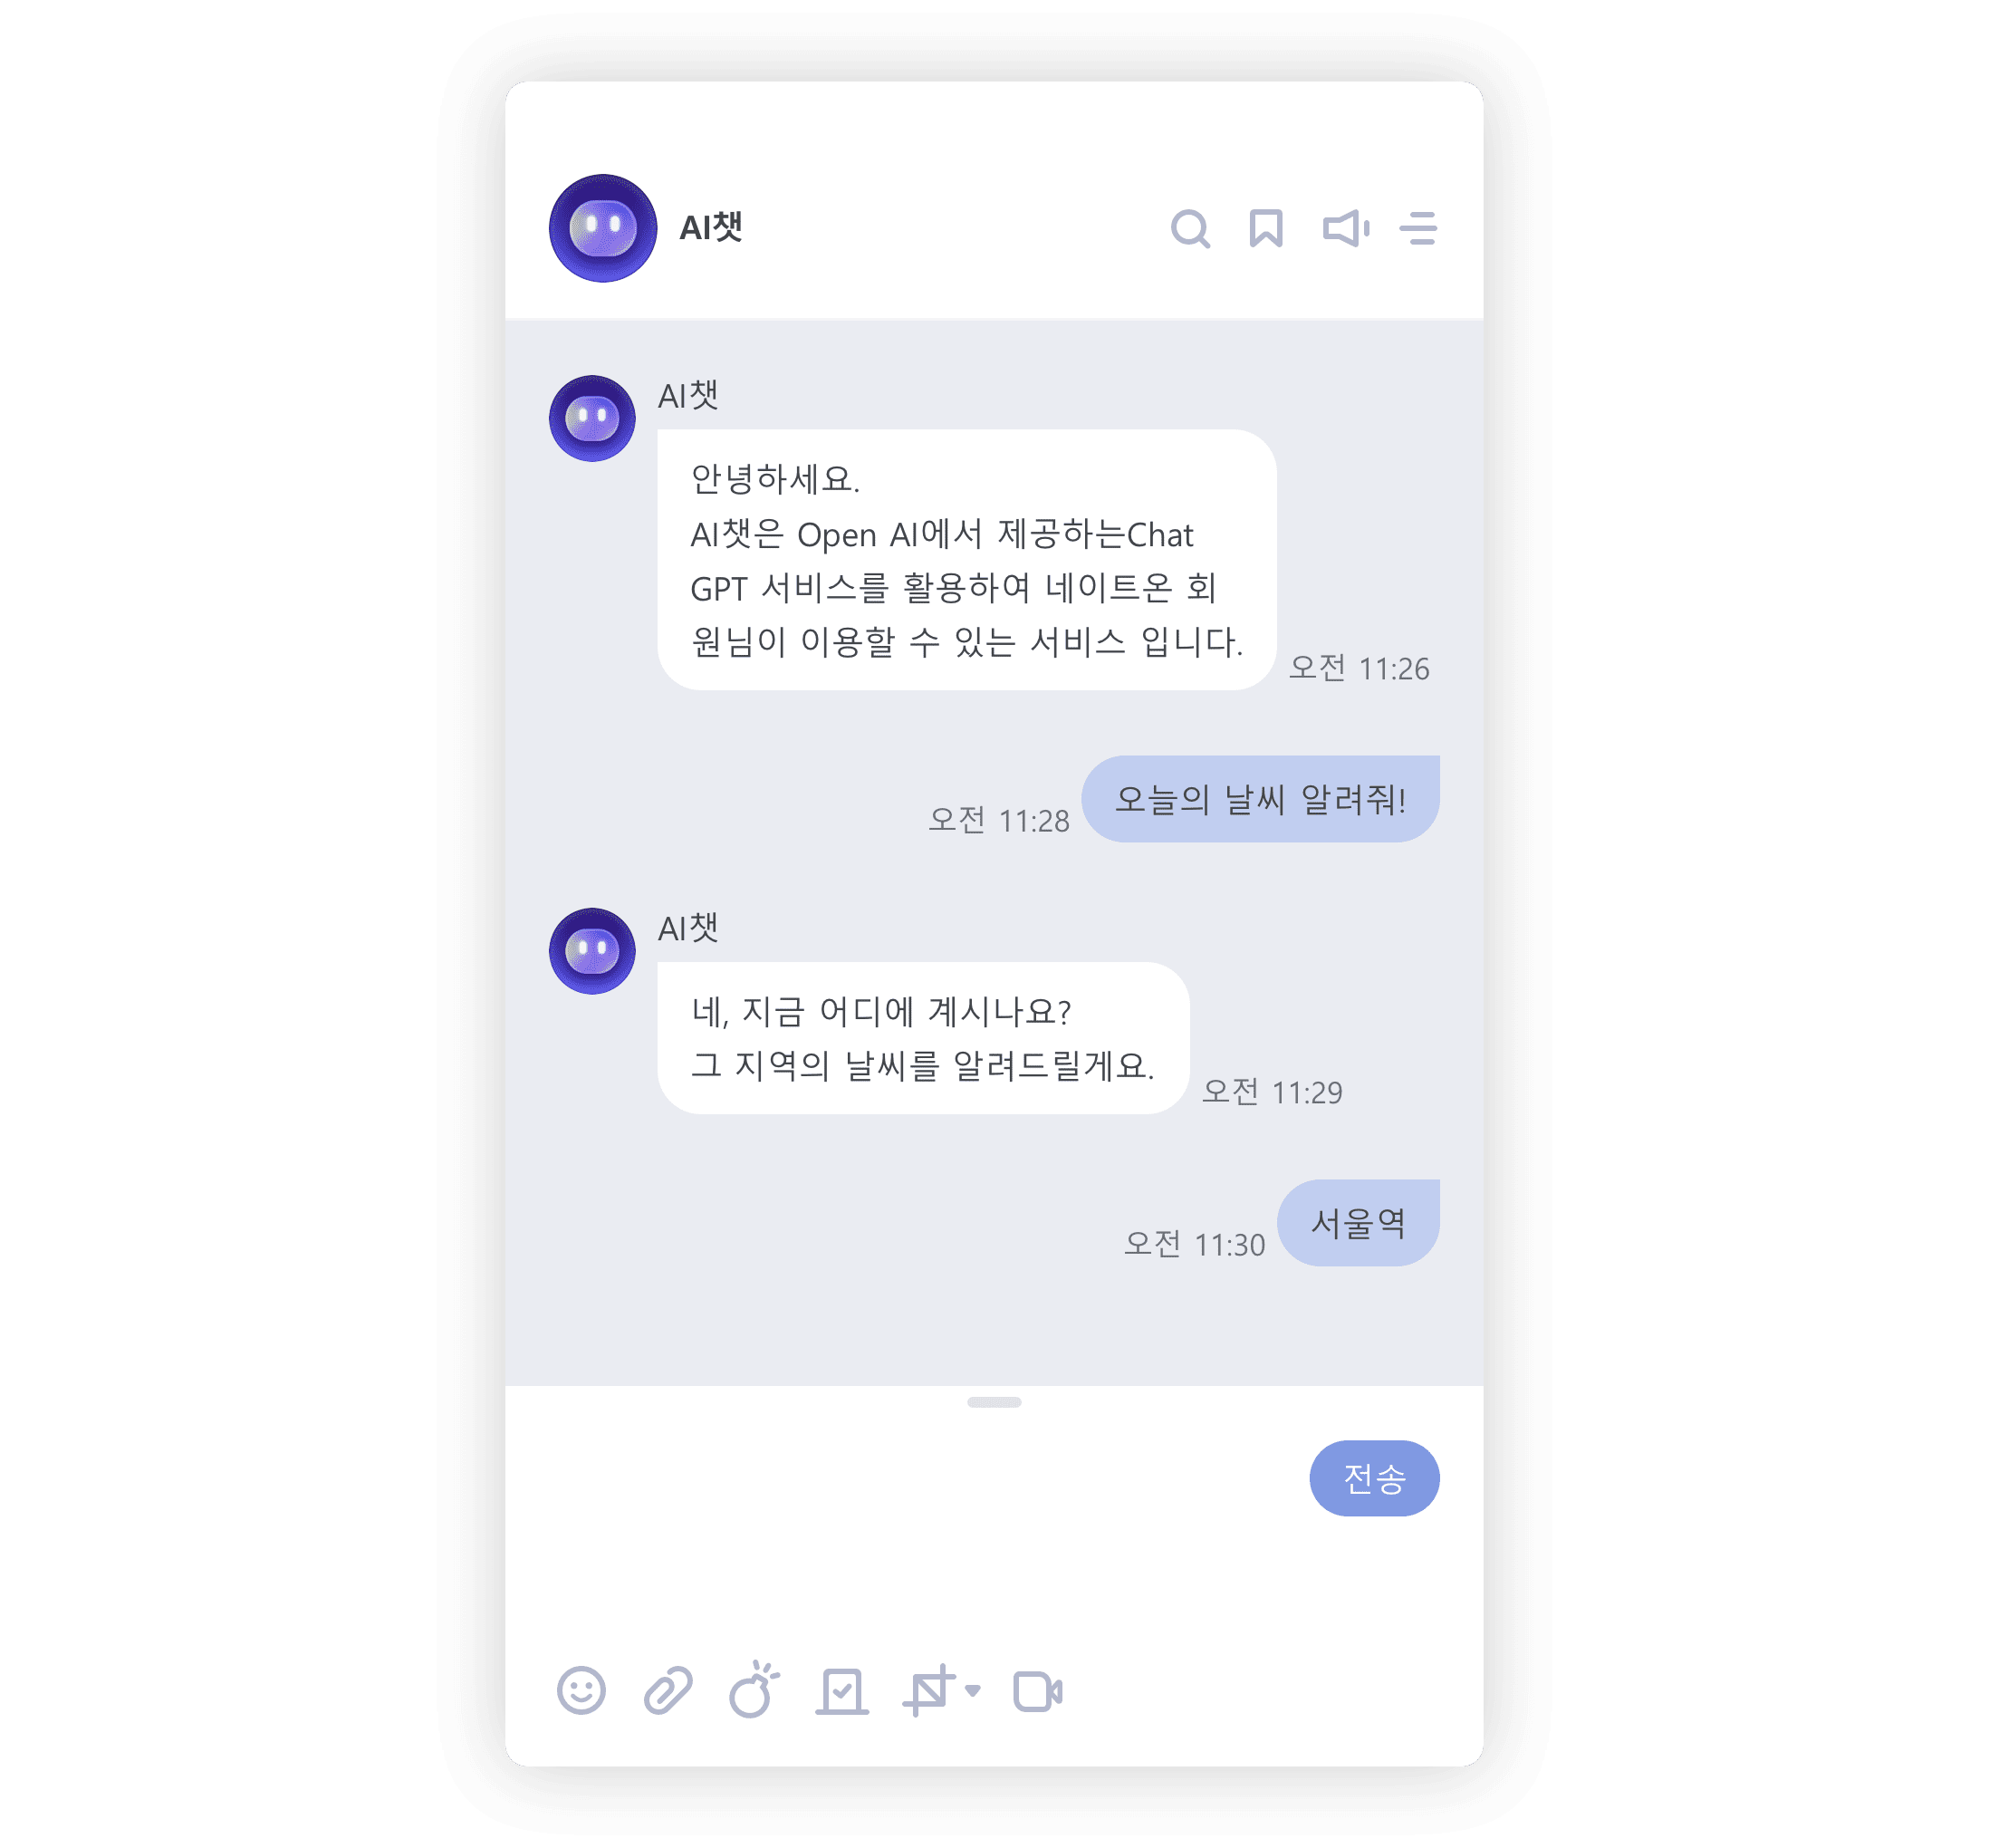 AI챗
AI챗
안녕하세요.
AI챗은 Open AI에서 제공하는Chat
GPT 서비스를 활용하여 네이트온 회
원님이 이용할 수 있는 서비스 입니다.
오전 11:26
오늘의 날씨 알려줘!
오전 11:28
AI챗
네, 지금 어디에 계시나요?
그 지역의 날씨를 알려드릴게요.
오전 11:29
서울역
오전 11:30
전송